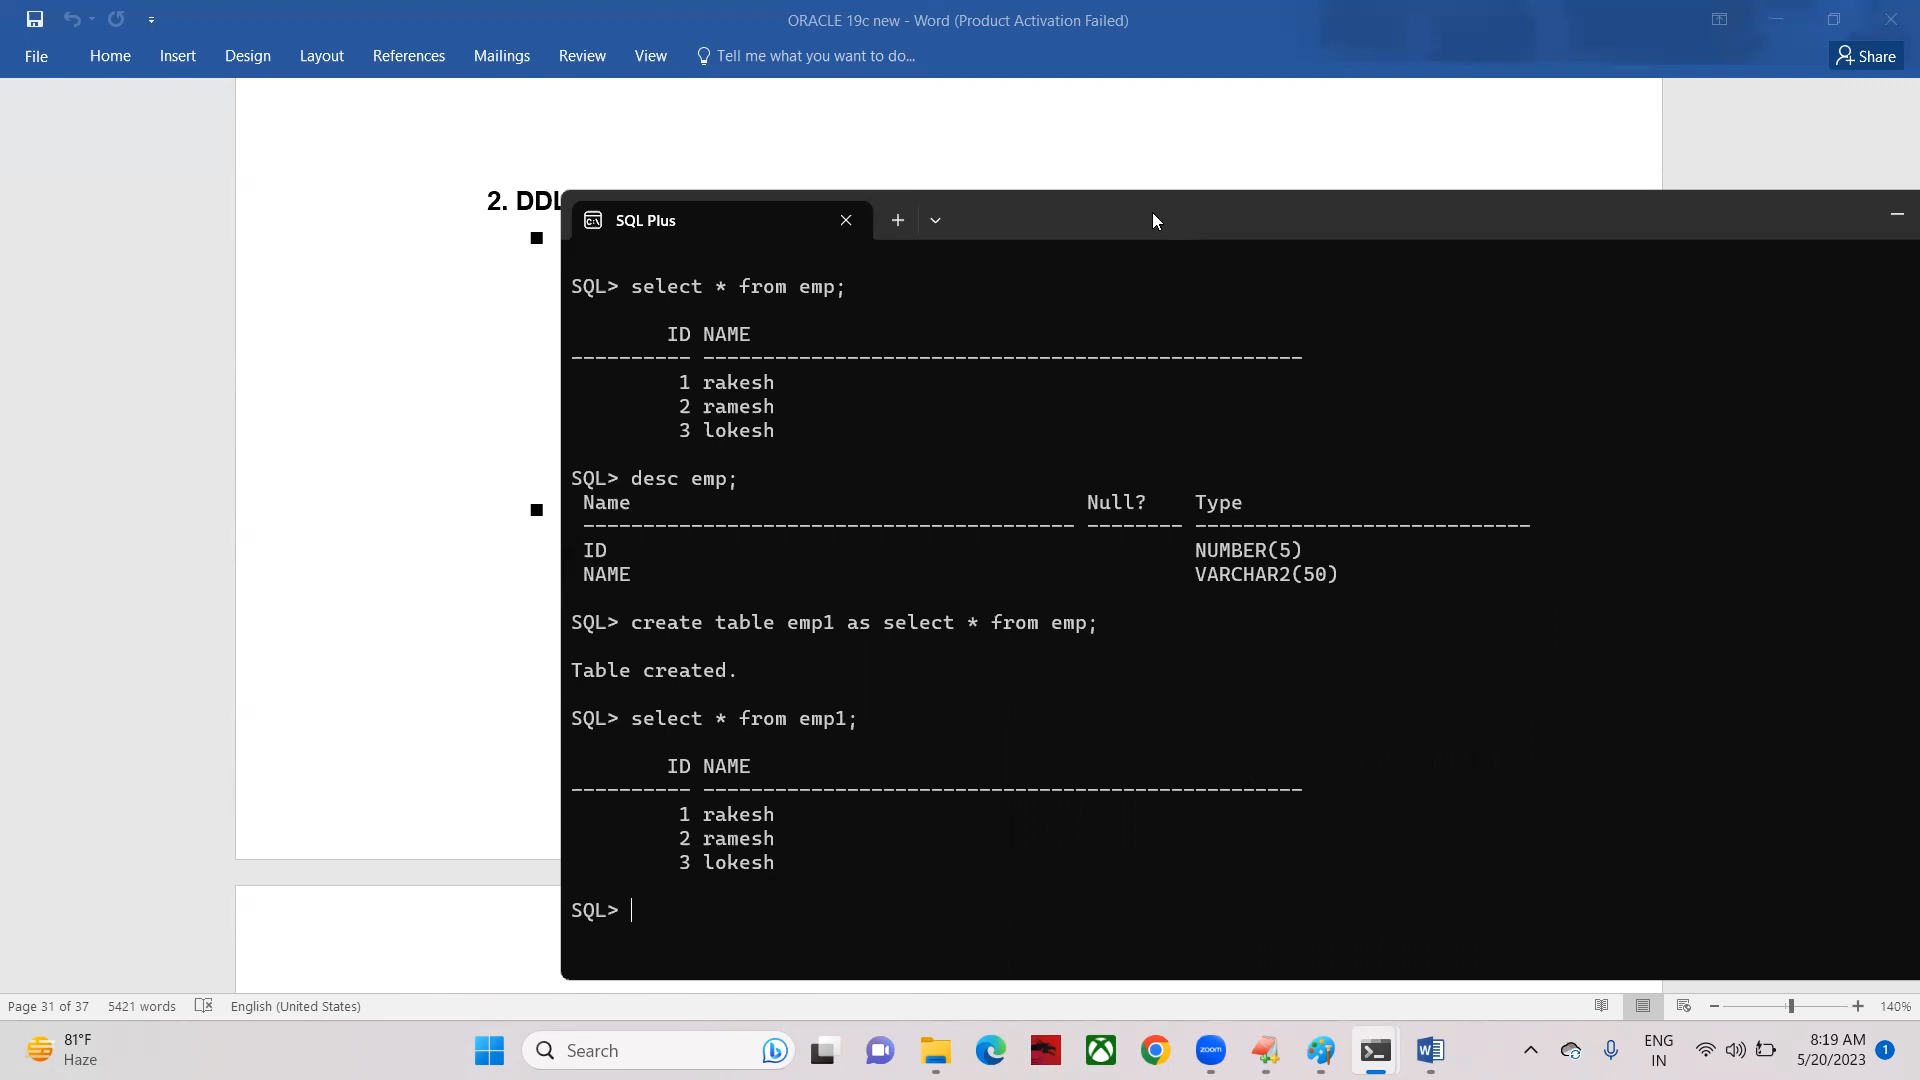 ORACLE 19c new - Word (Product Activation Failed)
File Home Insert Design Layout References Mailings Review View Tell me what you want to do... Share
2. DDL
SQL Plus
SQL> select * from emp;
ID NAME
---------- --------------------------------------------------
1 rakesh
2 ramesh
3 lokesh
SQL> desc emp;
Name Null? Type
----------------------------------------- -------- ----------------------------
ID NUMBER(5)
NAME VARCHAR2(50)
SQL> create table emp1 as select * from emp;
Table created.
SQL> select * from emp1;
ID NAME
---------- --------------------------------------------------
1 rakesh
2 ramesh
3 lokesh
SQL>
Page 31 of 37 5421 words English (United States) 140%
81°F
Haze
Search
zoom
ENG
IN
8:19 AM
5/20/2023
1